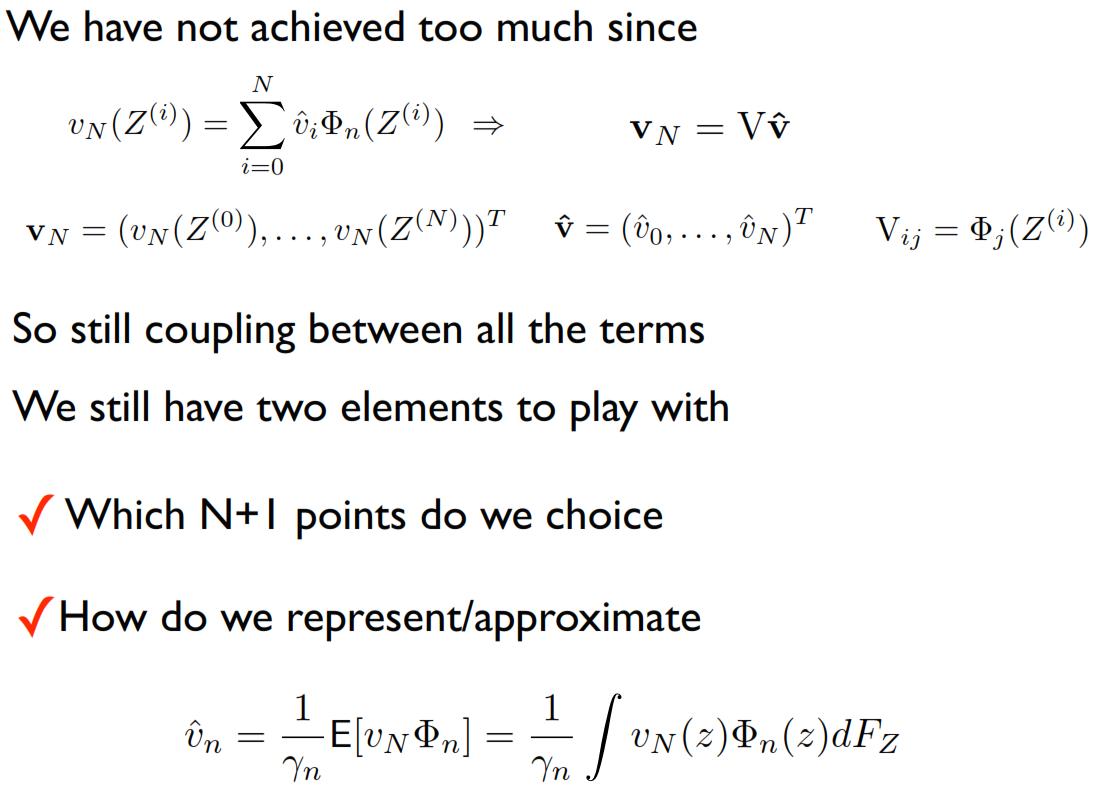 We have not achieved too much since
$v_N(Z^{(i)}) = \sum_{i=0}^{N} \hat{v}_i \Phi_n(Z^{(i)}) \;\Rightarrow\; \mathbf{v}_N = \mathrm{V}\hat{\mathbf{v}}$
$\mathbf{v}_N = (v_N(Z^{(0)}), \ldots, v_N(Z^{(N)}))^T \quad \hat{\mathbf{v}} = (\hat{v}_0, \ldots, \hat{v}_N)^T \quad \mathrm{V}_{ij} = \Phi_j(Z^{(i)})$
So still coupling between all the terms
We still have two elements to play with
✓ Which N+1 points do we choice
✓ How do we represent/approximate
$\hat{v}_n = \frac{1}{\gamma_n} \mathsf{E}[v_N \Phi_n] = \frac{1}{\gamma_n} \int v_N(z) \Phi_n(z) dF_Z$